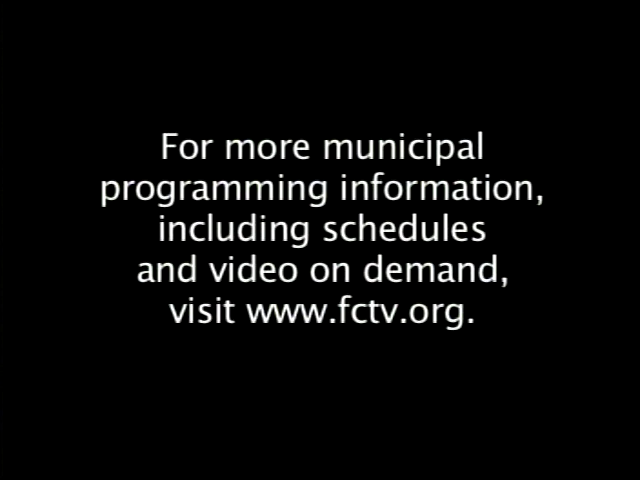 For more municipal
programming information,
including schedules
and video on demand,
visit www.fctv.org.